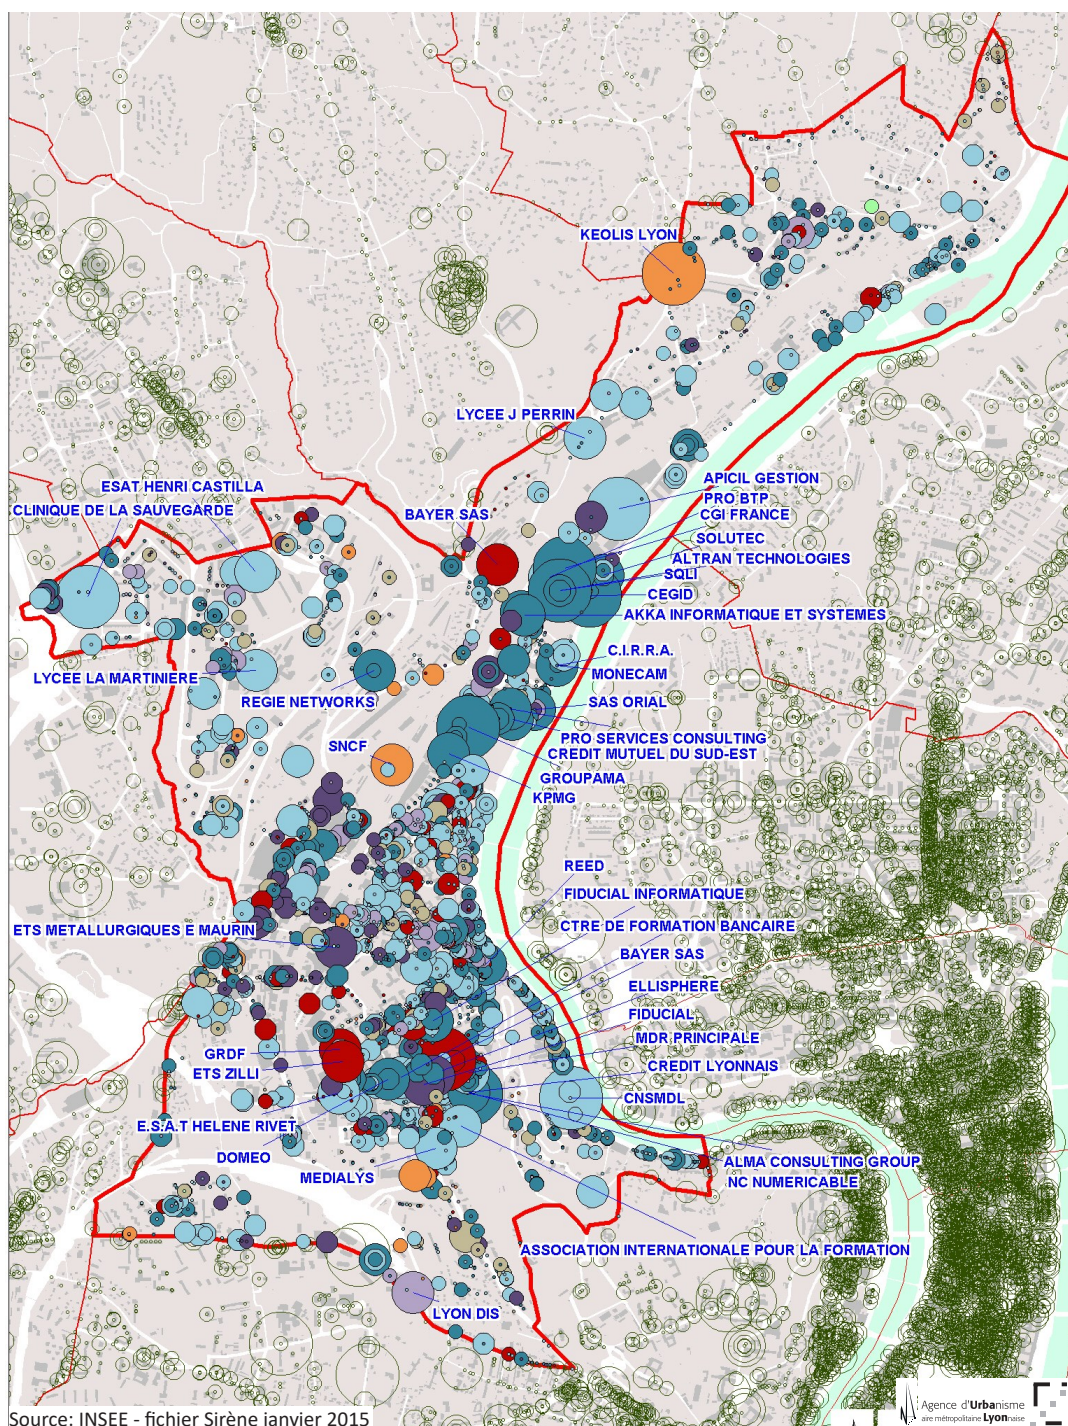 KEOLIS LYON
LYCEE J PERRIN
ESAT HENRI CASTILLA
CLINIQUE DE LA SAUVEGARDE
BAYER SAS
APICIL GESTION
PRO BTP
CGI FRANCE
SOLUTEC
ALTRAN TECHNOLOGIES
SQLI
CEGID
AKKA INFORMATIQUE ET SYSTEMES
C.I.R.R.A.
MONECAM
LYCEE LA MARTINIERE
REGIE NETWORKS
SAS ORIAL
SNCF
PRO SERVICES CONSULTING
CREDIT MUTUEL DU SUD-EST
GROUPAMA
KPMG
REED
FIDUCIAL INFORMATIQUE
CTRE DE FORMATION BANCAIRE
ETS METALLURGIQUES E MAURIN
BAYER SAS
ELLISPHERE
FIDUCIAL
MDR PRINCIPALE
GRDF
CREDIT LYONNAIS
ETS ZILLI
CNSMDL
E.S.A.T HELENE RIVET
DOMEO
ALMA CONSULTING GROUP
MEDIALYS
NC NUMERICABLE
ASSOCIATION INTERNATIONALE POUR LA FORMATION
LYON DIS
Agence d'Urbanisme
aire métropolitaine Lyonnaise
Source: INSEE - fichier Sirène janvier 2015